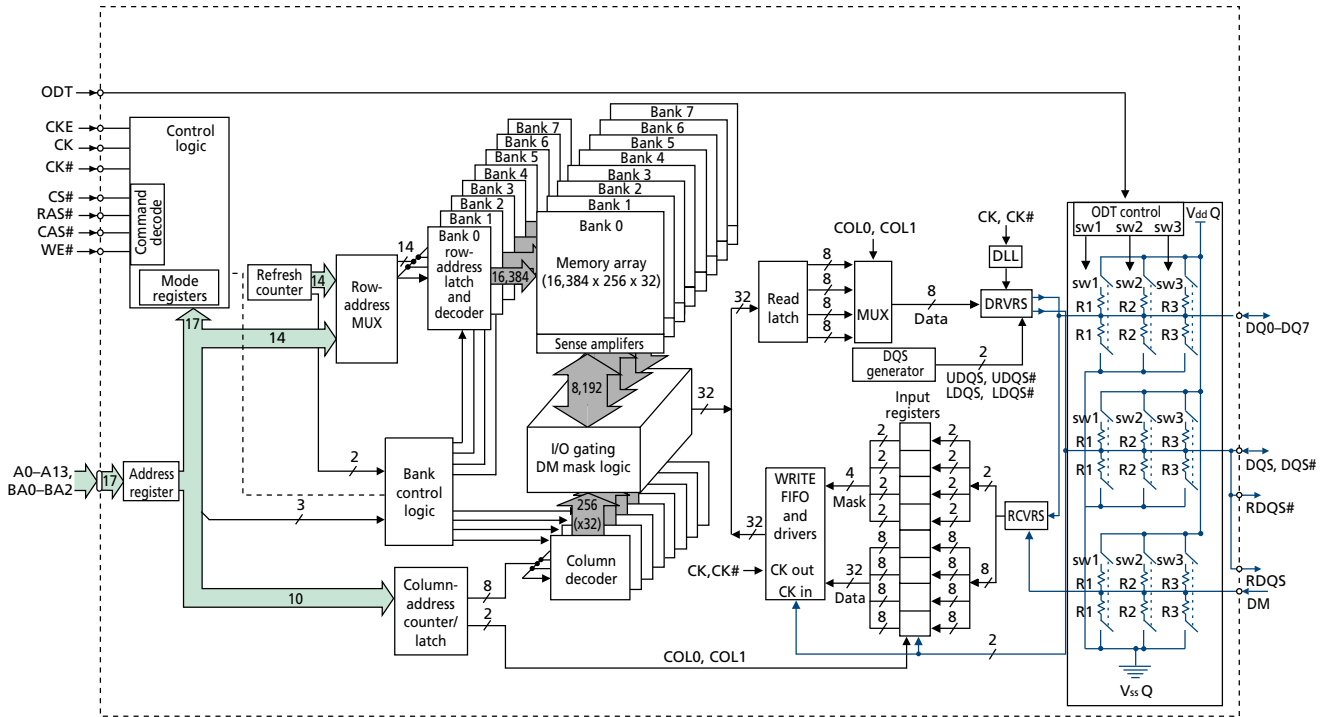 ODT
CKE
CK
CK#
CS#
RAS#
CAS#
WE#
Control
logic
Command
decode
Mode
registers
Refresh
counter
14
Row-
address
MUX
14
17
14
2
3
10
A0–A13,
BA0–BA2
17
Address
register
Bank 7
Bank 6
Bank 5
Bank 4
Bank 3
Bank 2
Bank 1
Bank 0
row-
address
latch
and
decoder
16,384
Bank 7
Bank 6
Bank 5
Bank 4
Bank 3
Bank 2
Bank 1
Bank 0
Memory array
(16,384 x 256 x 32)
Sense amplifers
8,192
I/O gating
DM mask logic
256
(x32)
Column
decoder
Bank
control
logic
Column-
address
counter/
latch
8
2
COL0, COL1
32
32
32
Read
latch
8
8
8
8
COL0, COL1
MUX
8
Data
CK, CK#
DLL
DRVRS
DQS
generator
2
UDQS, UDQS#
LDQS, LDQS#
Input
registers
2
2
2
2
8
8
8
8
2
2
2
2
8
8
8
8
2
8
RCVRS
4
Mask
32
Data
WRITE
FIFO
and
drivers
CK out
CK in
CK,CK#
2
ODT control
sw1 sw2 sw3
Vdd Q
sw1 sw2 sw3
R1 R2 R3
R1 R2 R3
sw1 sw2 sw3
R1 R2 R3
R1 R2 R3
sw1 sw2 sw3
R1 R2 R3
R1 R2 R3
Vss Q
DQ0–DQ7
DQS, DQS#
RDQS#
RDQS
DM